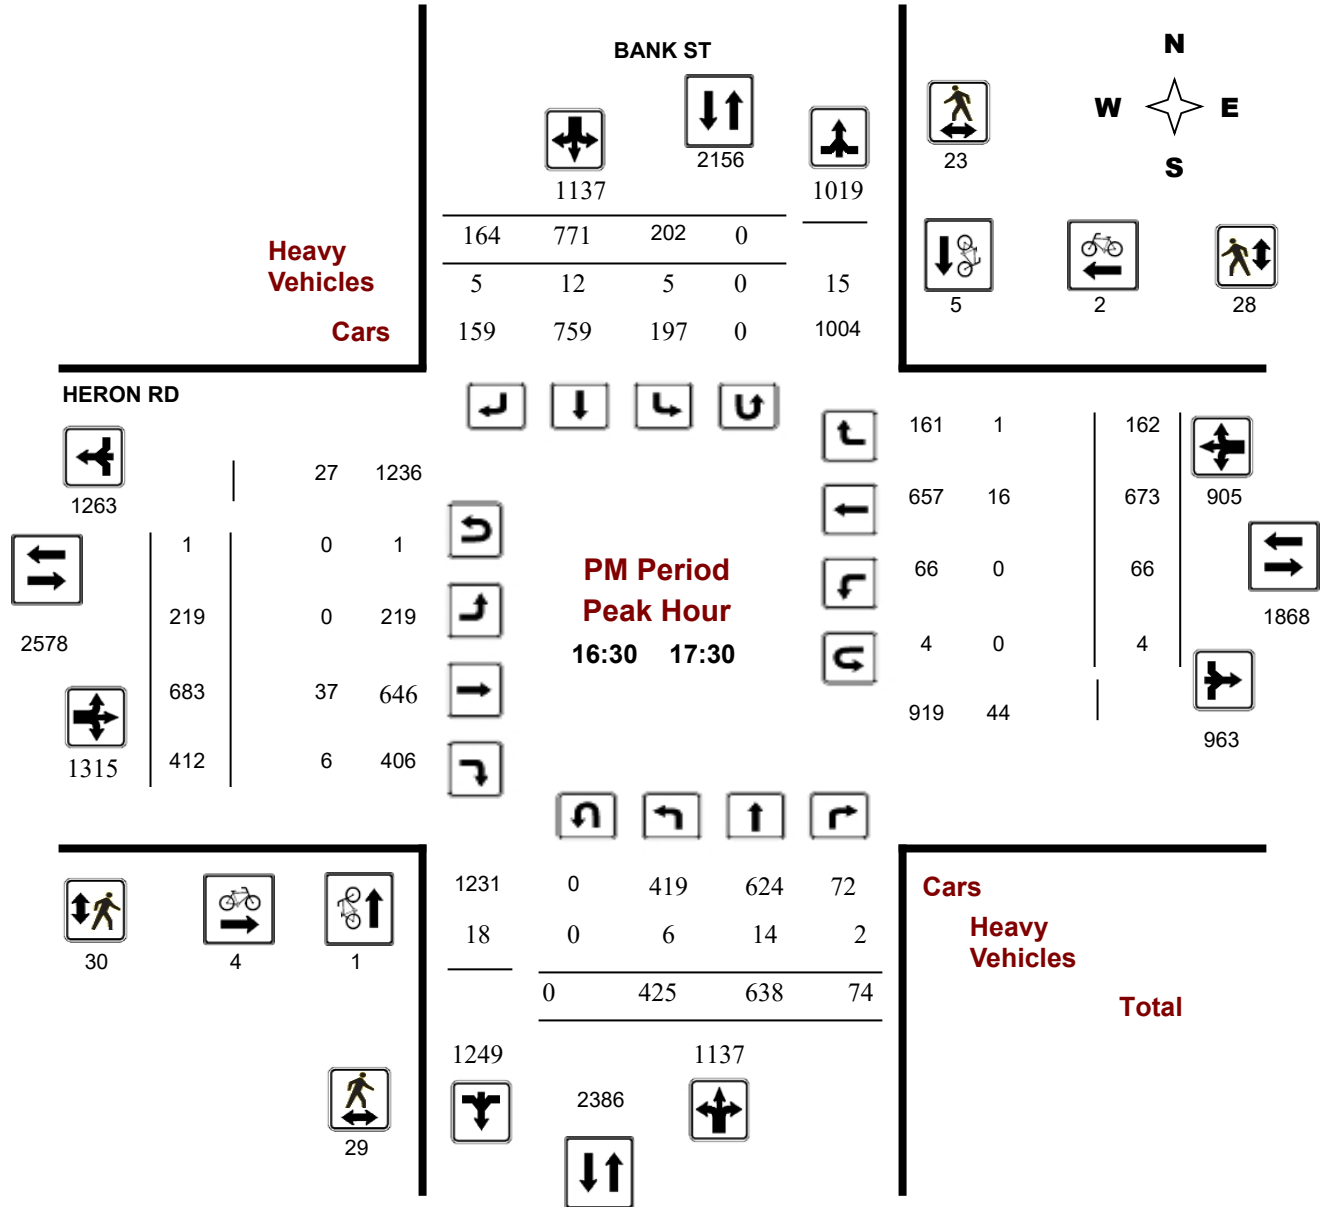 BANK ST
N
W E
S
2156
23
1137
1019
164 771 202 0
Heavy
Vehicles
5 12 5 0 15
5 2 28
Cars
159 759 197 0 1004
HERON RD
161 1 162
27 1236
1263
657 16 673 905
1 0 1
PM Period
66 0 66
Peak Hour
219 0 219
1868
2578
16:30 17:30
4 0 4
683 37 646
919 44
963
1315 412 6 406
1231 0 419 624 72
Cars
18 0 6 14 2
Heavy
Vehicles
30 4 1
0 425 638 74
Total
1249 1137
2386
29